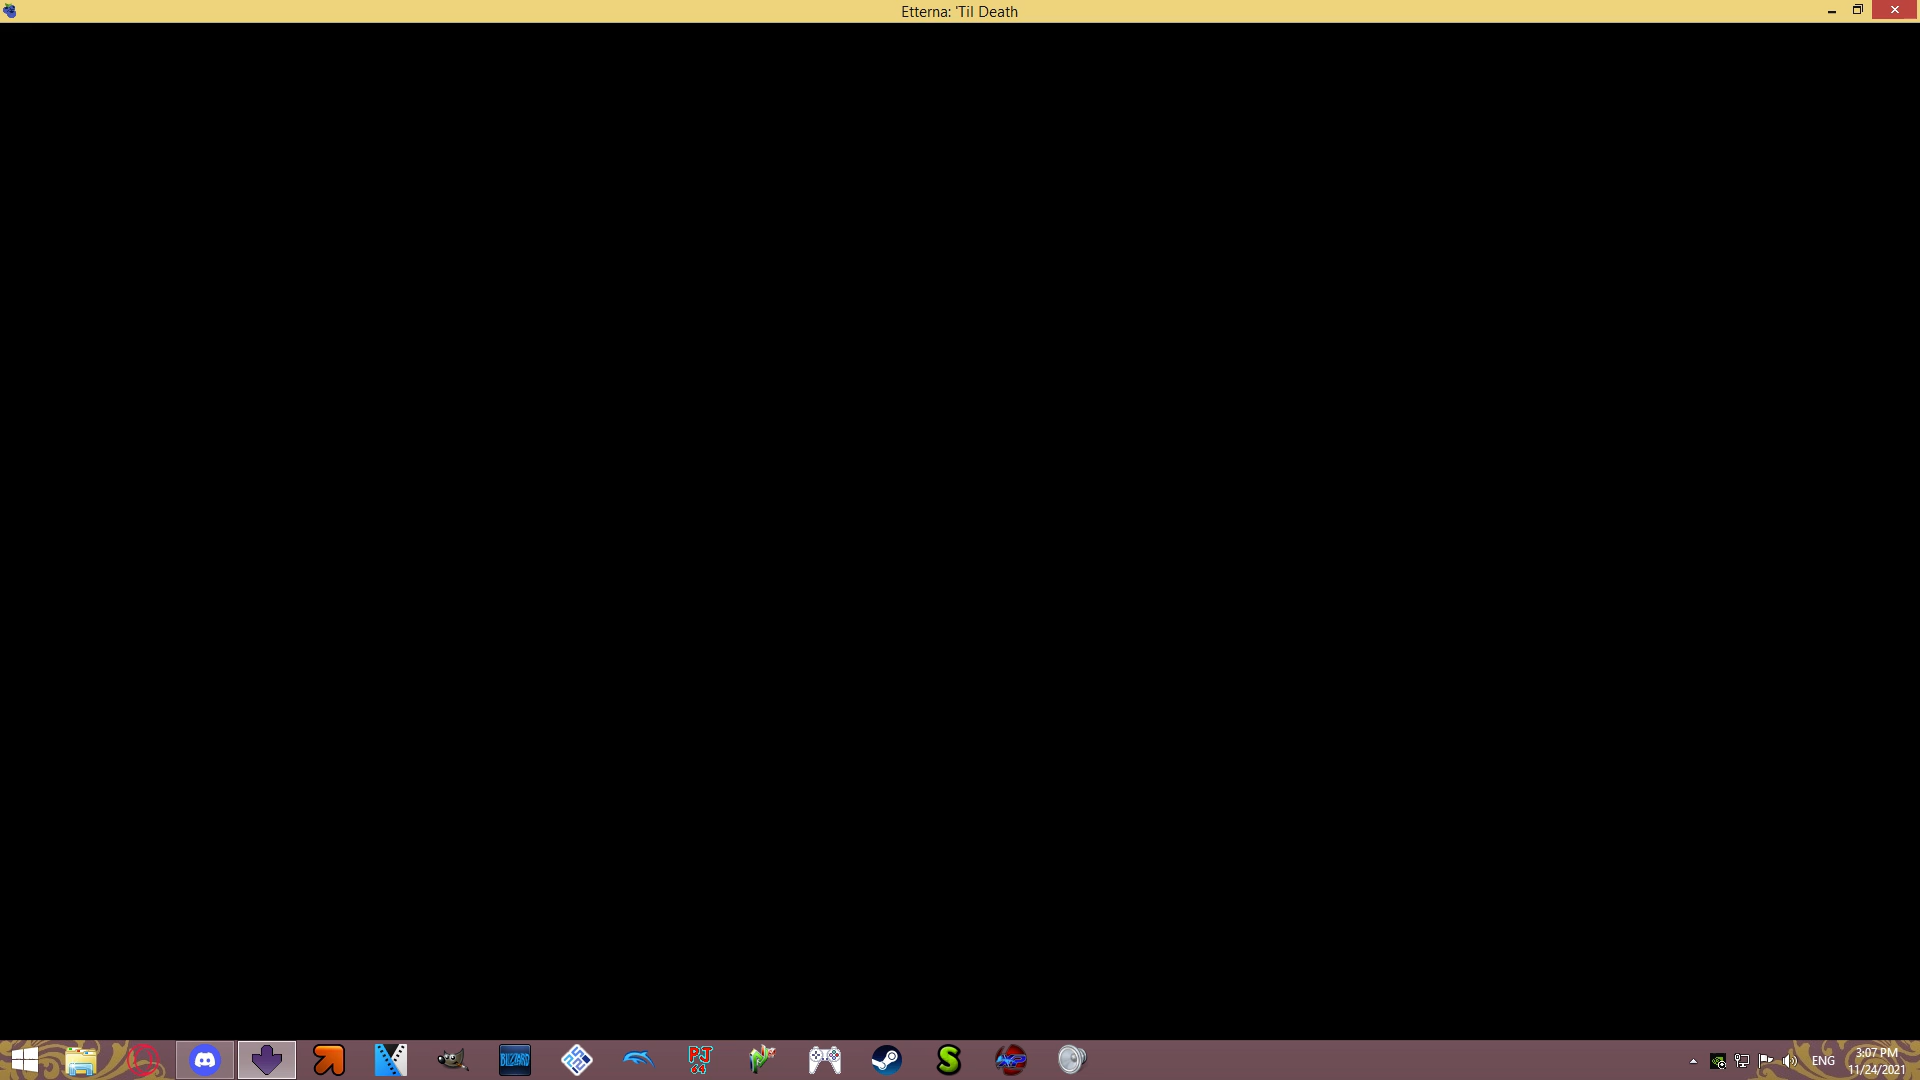 Etterna: 'Til Death
BLIZZARD
PJ
64
S
ENG
3:07 PM
11/24/2021